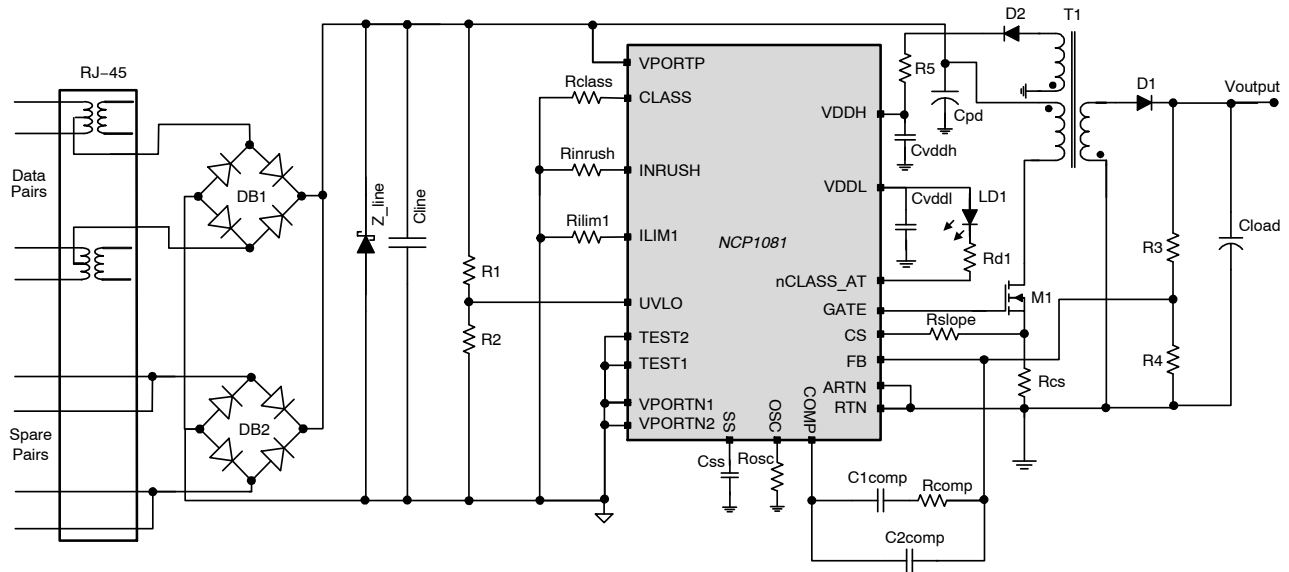 RJ-45
Data
Pairs
Spare
Pairs
DB1
DB2
Z_line
Cline
R1
R2
Rclass
Rinrush
Rilim1
VPORTP
CLASS
INRUSH
ILIM1
UVLO
TEST2
TEST1
VPORTN1
VPORTN2
NCP1081
VDDH
VDDL
nCLASS_AT
GATE
CS
FB
ARTN
RTN
SS
OSC
COMP
Css
Rosc
C1comp
Rcomp
C2comp
D2
T1
R5
Cpd
Cvddh
Cvddl
LD1
Rd1
M1
Rslope
Rcs
D1
Voutput
R3
R4
Cload